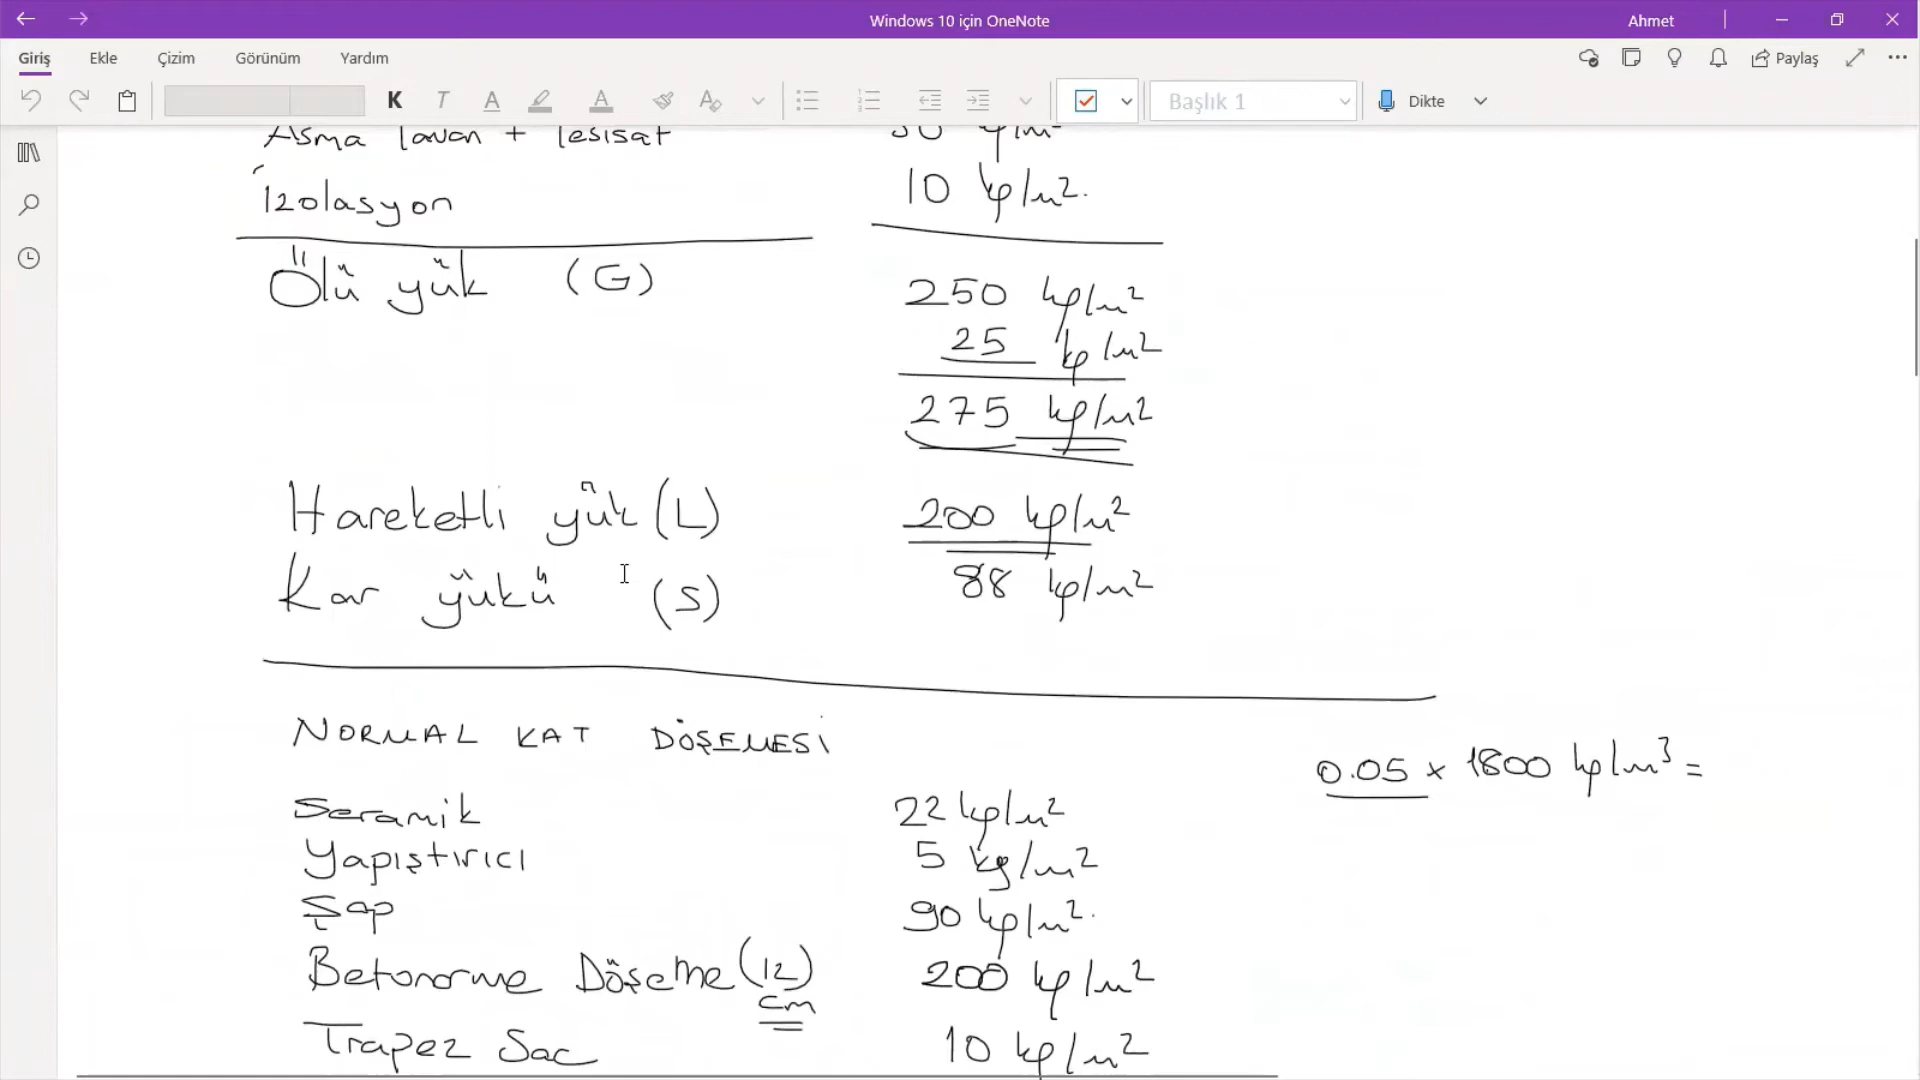 Windows 10 için OneNote
Ahmet
Giriş Ekle Çizim Görünüm Yardım
Paylaş
K T A A
Başlık 1
Dikte
Asma tavan + Tesisat
İzolasyon 10 kg/m².
Ölü yük (G) 250 kg/m²
25 kg/m²
275 kg/m²
Hareketli yük (L) 200 kg/m²
Kar yükü (S) 88 kg/m²
NORMAL KAT DÖŞEMESİ
0.05 x 1800 kg/m³ =
Seramik 22 kg/m²
Yapıştırıcı 5 kg/m²
Şap 90 kg/m².
Betonarme Döşeme (12) 200 kg/m²
cm
Trapez Sac 10 kg/m²